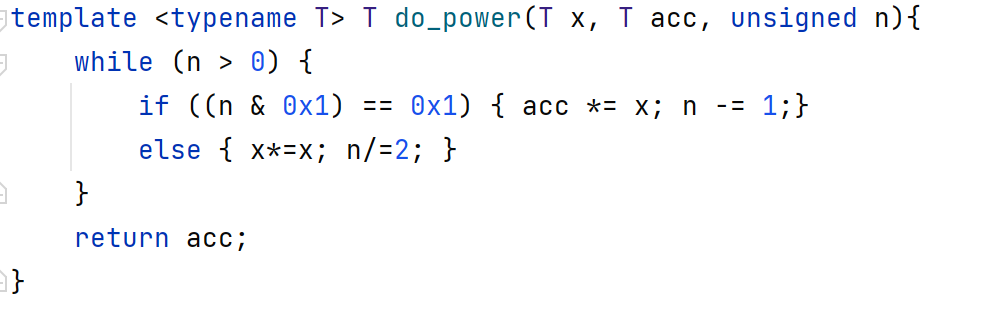 template <typename T> T do_power(T x, T acc, unsigned n){
    while (n > 0) {
        if ((n & 0x1) == 0x1) { acc *= x; n -= 1;}
        else { x*=x; n/=2; }
    }
    return acc;
}